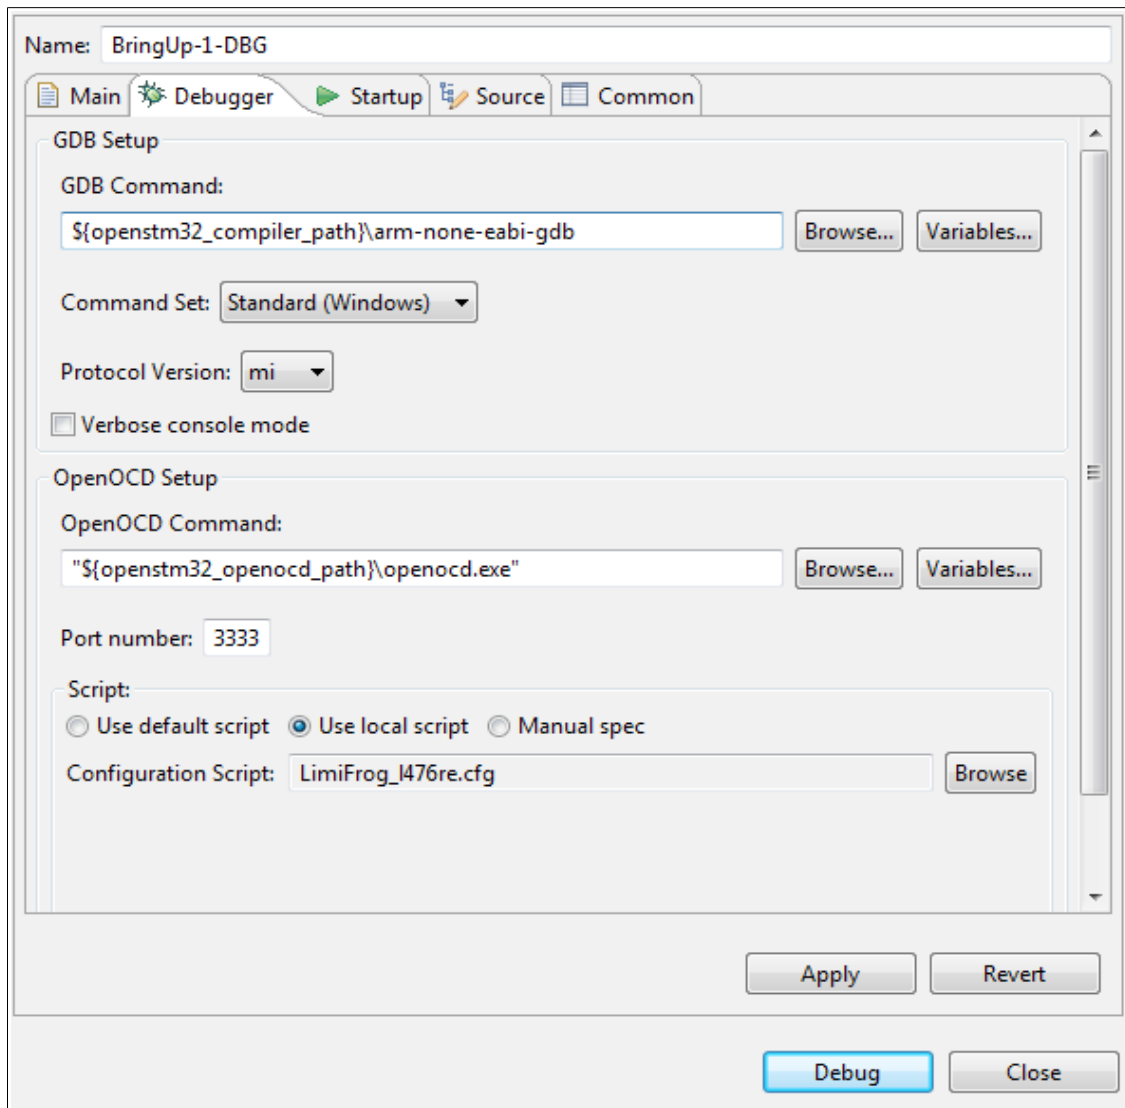 Name: BringUp-1-DBG
Main Debugger Startup Source Common
GDB Setup
GDB Command:
${openstm32_compiler_path}\arm-none-eabi-gdb Browse... Variables...
Command Set: Standard (Windows)
Protocol Version: mi
Verbose console mode
OpenOCD Setup
OpenOCD Command:
"${openstm32_openocd_path}\openocd.exe" Browse... Variables...
Port number: 3333
Script:
Use default script Use local script Manual spec
Configuration Script: LimiFrog_l476re.cfg Browse
Apply Revert
Debug Close